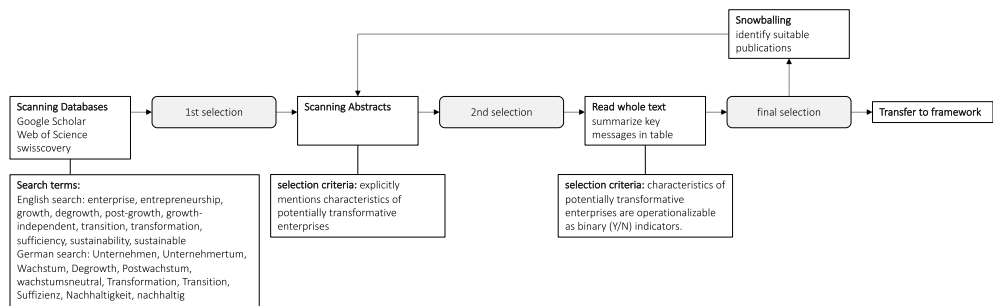 Snowballing
identify suitable
publications
Scanning Databases
Google Scholar
Web of Science
swisscovery
1st selection
Scanning Abstracts
2nd selection
Read whole text
summarize key
messages in table
final selection
Transfer to framework
Search terms:
English search: enterprise, entrepreneurship,
growth, degrowth, post-growth, growth-
independent, transition, transformation,
sufficiency, sustainability, sustainable
German search: Unternehmen, Unternehmertum,
Wachstum, Degrowth, Postwachstum,
wachstumsneutral, Transformation, Transition,
Suffizienz, Nachhaltigkeit, nachhaltig
selection criteria: explicitly
mentions characteristics of
potentially transformative
enterprises
selection criteria: characteristics of
potentially transformative
enterprises are operationalizable
as binary (Y/N) indicators.